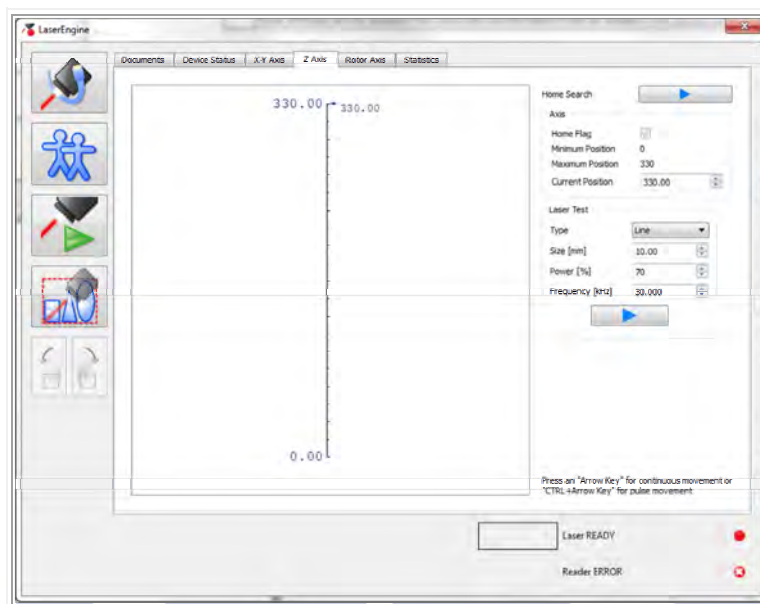 LaserEngine
Documents Device Status X-Y Axis Z Axis Rotor Axis Statistics
330.00 330.00
0.00
Home Search
Axis
Home Flag
Minimum Position 0
Maximum Position 330
Current Position 330.00
Laser Test
Type Line
Size [mm] 10.00
Power [%] 70
Frequency [kHz] 30.000
Press an "Arrow Key" for continuous movement or
"CTRL+Arrow Key" for pulse movement
Laser READY
Reader ERROR